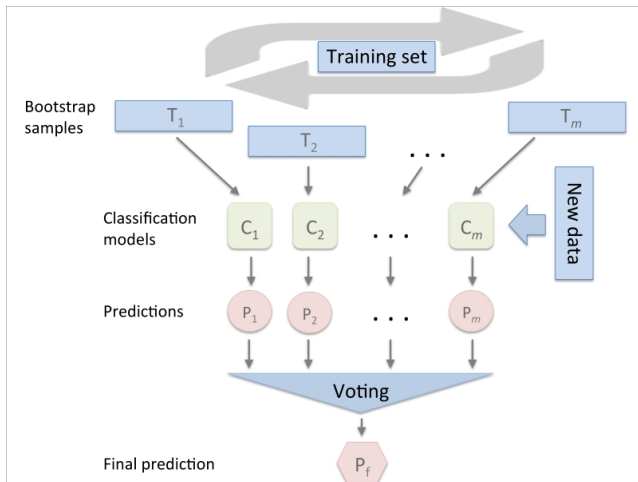 Training set
Bootstrap
samples
T1
T2
. . .
Tm
New data
Classification
models
C1
C2
. . .
Cm
Predictions
P1
P2
. . .
Pm
Voting
Final prediction
Pf